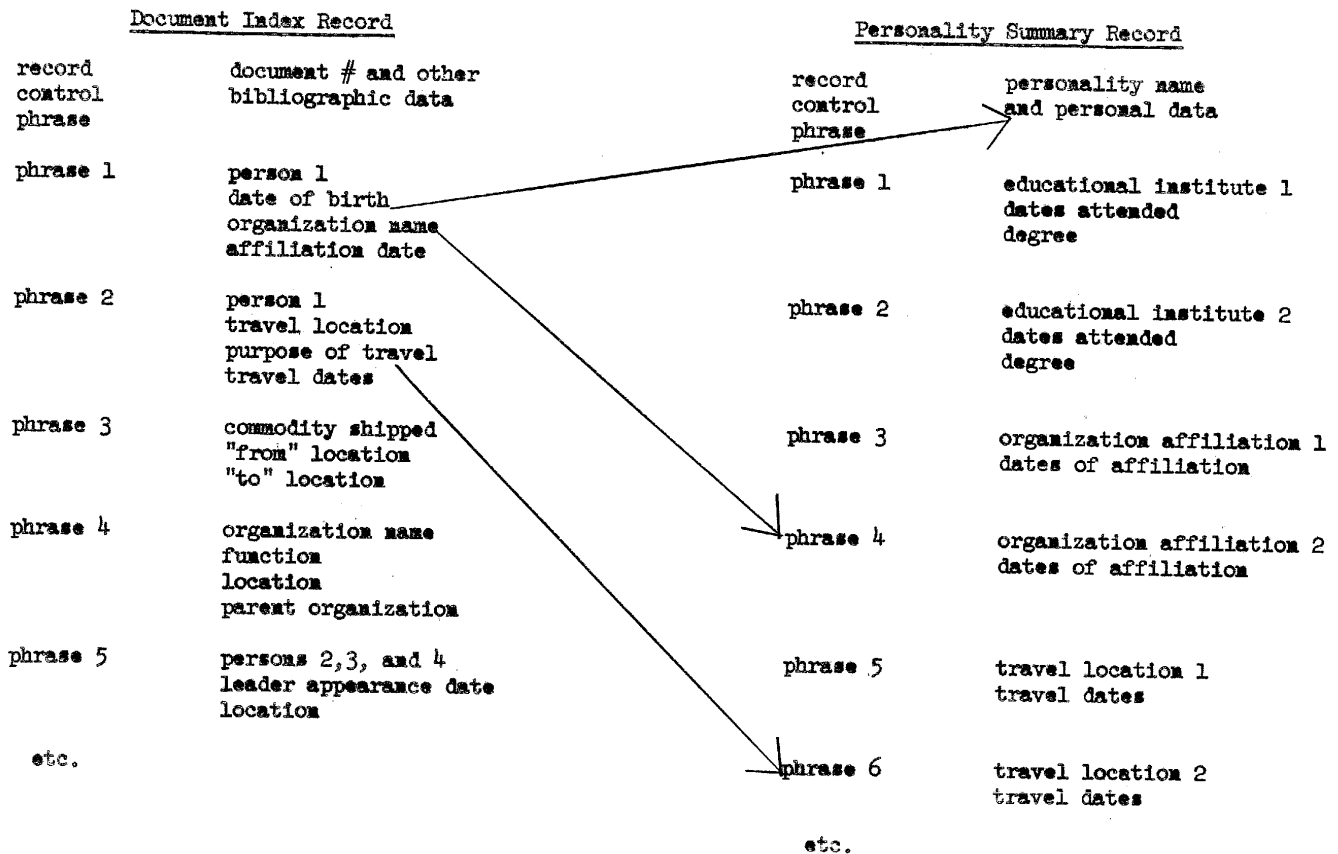 Document Index Record
record document # and other
control bibliographic data
phrase
phrase 1 person 1
date of birth
organization name
affiliation date
phrase 2 person 1
travel location
purpose of travel
travel dates
phrase 3 commodity shipped
"from" location
"to" location
phrase 4 organization name
function
location
parent organization
phrase 5 persons 2,3, and 4
leader appearance date
location
etc.
Personality Summary Record
record personality name
control and personal data
phrase
phrase 1 educational institute 1
dates attended
degree
phrase 2 educational institute 2
dates attended
degree
phrase 3 organization affiliation 1
dates of affiliation
phrase 4 organization affiliation 2
dates of affiliation
phrase 5 travel location 1
travel dates
phrase 6 travel location 2
travel dates
etc.